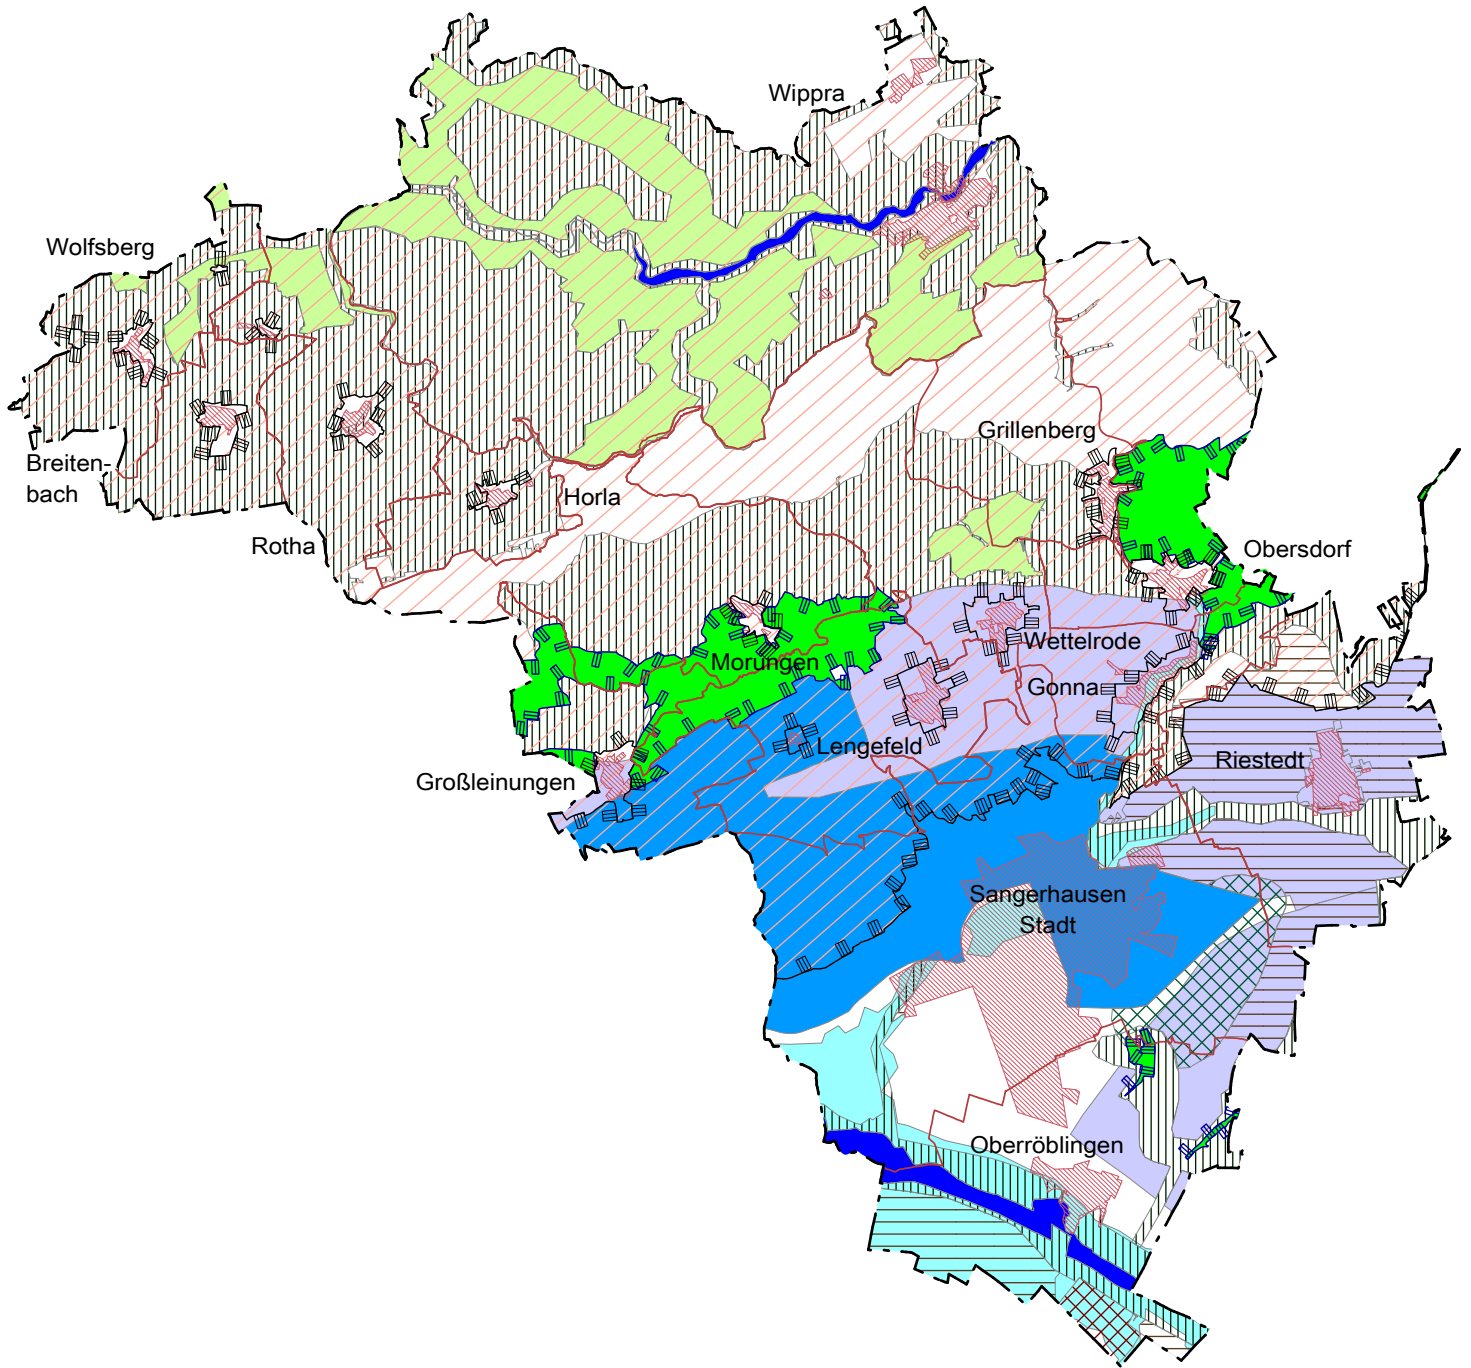 Wippra
Wolfsberg
Grillenberg
Breiten-
bach
Horla
Rotha
Obersdorf
Wettelrode
Morungen
Gonna
Lengefeld
Riestedt
Großleinungen
Sangerhausen
Stadt
Oberröblingen